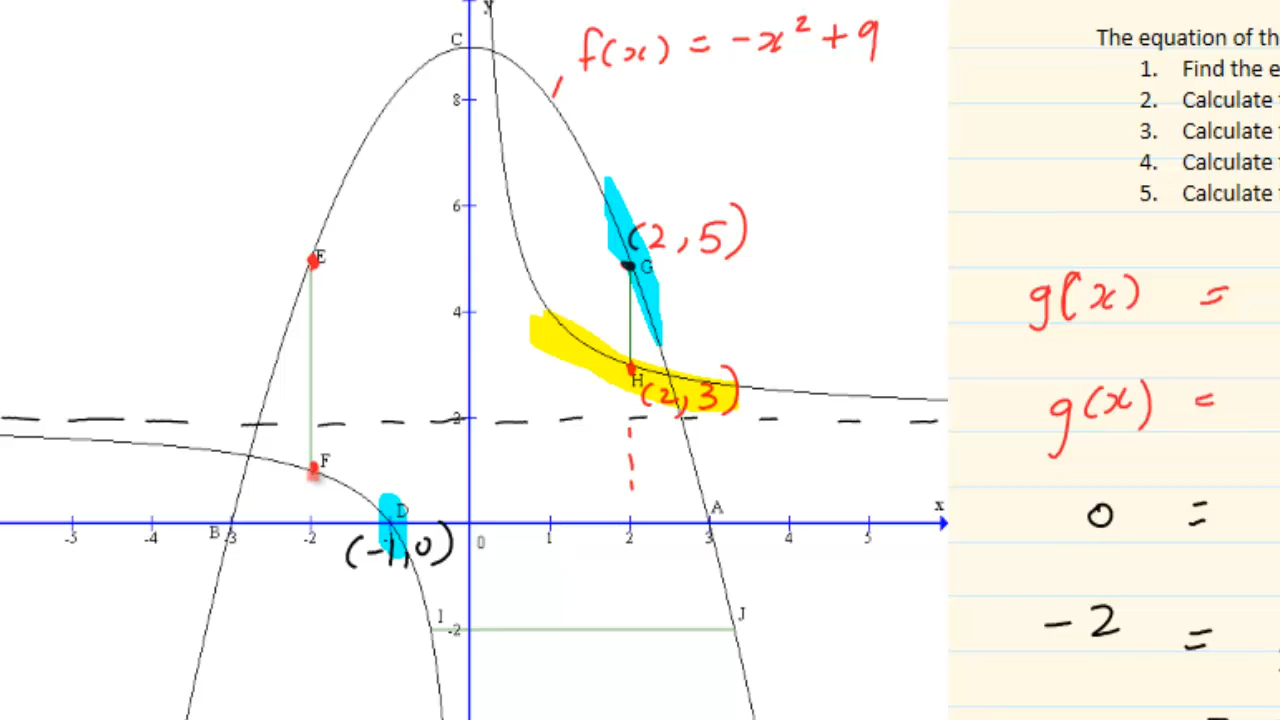 y
C
f(x) = -x² + 9
8
6
(2, 5)
E
G
4
H
(2, 3)
2
F
D
A
x
B
-5 -4 -3 -2 0 1 2 3 4 5
(-1, 0)
I
J
-2
The equation of th
1. Find the e
2. Calculate
3. Calculate
4. Calculate
5. Calculate
g(x) =
g(x) =
0 =
-2 =